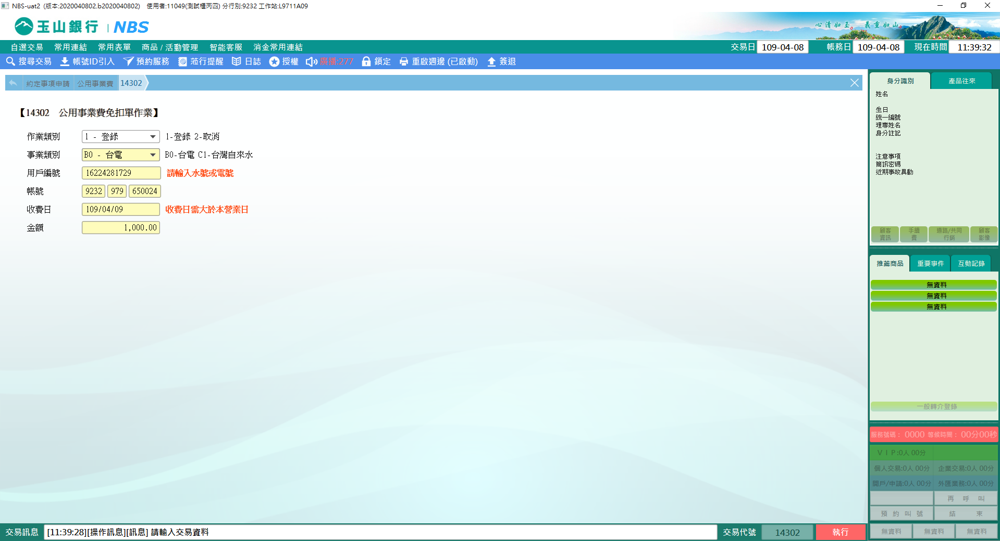 NBS-uat2 (版本:2020040802.b2020040802) 使用者:11049(測試櫃丙四) 分行別:9232 工作站:L9711A09
玉山銀行 | NBS
心清如玉 義重如山
自選交易 常用連結 常用表單 商品 / 活動管理 智能客服 消金常用連結 交易日 109-04-08 帳務日 109-04-08 現在時間 11:39:32
搜尋交易 帳號ID引入 預約服務 蒞行提醒 日誌 授權 廣播:277 鎖定 重啟週邊 (已啟動) 簽退
約定事項申請 公用事業費 14302
【14302 公用事業費免扣單作業】
作業類別 1 - 登錄 1-登錄 2-取消
事業類別 B0 - 台電 B0-台電 C1-台灣自來水
用戶編號 16224281729 請輸入水號或電號
帳號 9232 979 650024
收費日 109/04/09 收費日需大於本營業日
金額 1,000.00
身分識別 產品往來
姓名
生日
統一編號
理專姓名
身分註記
注意事項
簡訊密碼
近期事故異動
顧客資訊 手續費 通路/共同行銷 顧客影像
推薦商品 重要事件 互動記錄
無資料
無資料
無資料
一般轉介登錄
服務號碼： 0000 等候時間： 00分00秒
ＶＩＰ:0人 00分
個人交易:0人 00分 企業交易:0人 00分
開戶/申請:0人 00分 外匯業務:0人 00分
再 呼 叫
預 約 叫 號 結 束
無資料 無資料 無資料
交易訊息 [11:39:28][操作訊息][訊息] 請輸入交易資料 交易代號 14302 執行